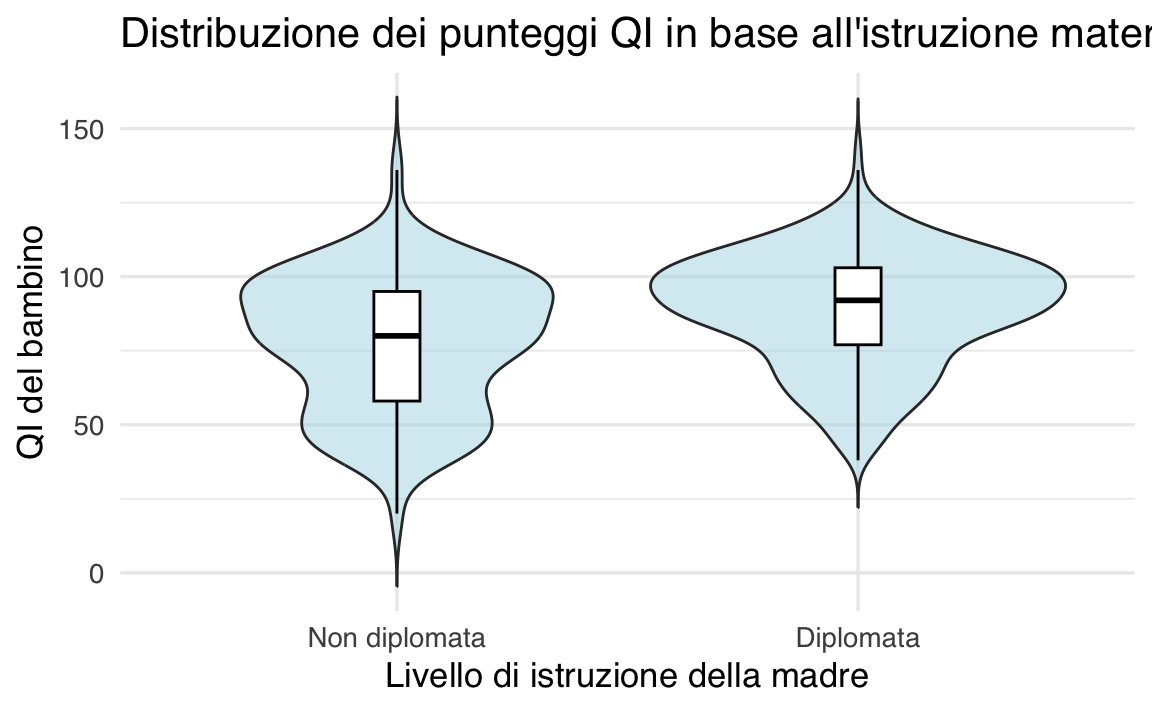 Distribuzione dei punteggi QI in base all'istruzione mater
QI del bambino
150
100
50
0
Non diplomata
Diplomata
Livello di istruzione della madre